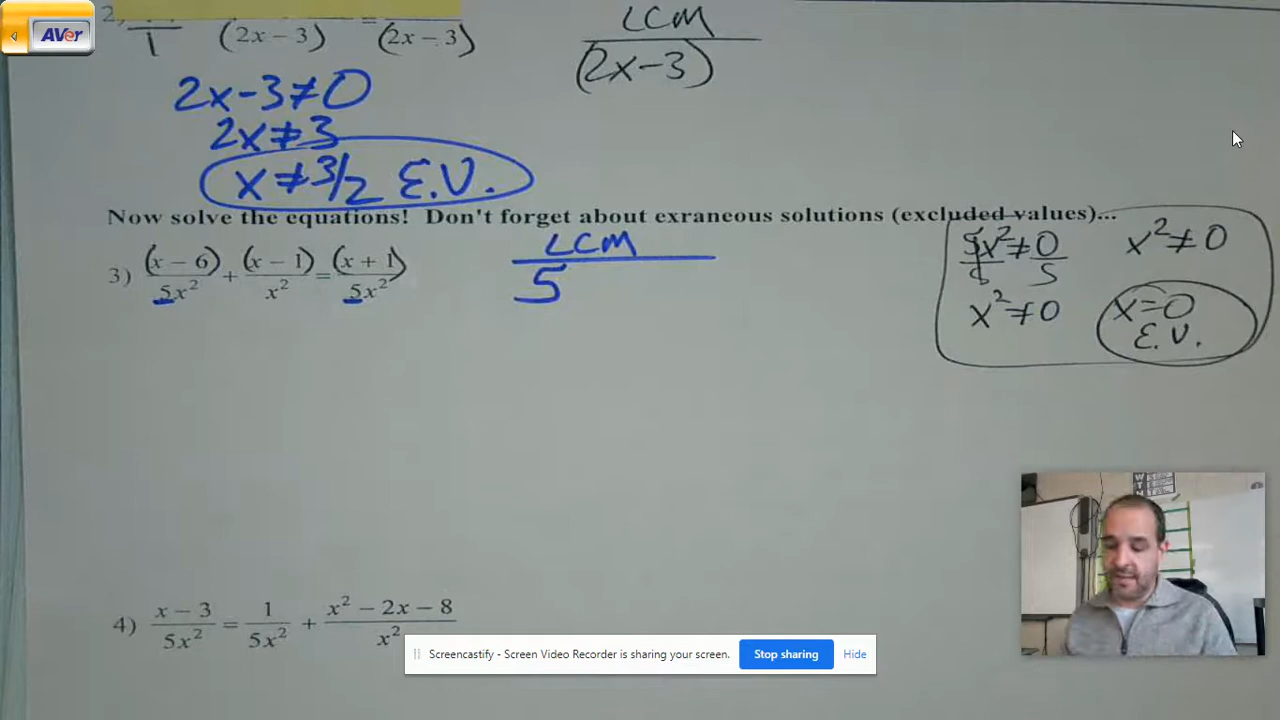 AVer
2,
1 (2x − 3) = (2x − 3)
LCM
(2x-3)
2x-3≠0
2x≠3
x≠3/2 E.V.
Now solve the equations! Don't forget about exraneous solutions (excluded values)...
3) (x − 6)/5x² + (x − 1)/x² = (x + 1)/5x²
LCM
5
5x²≠0
5 5
x²≠0
x²≠0
x=0
E.V.
4) x − 3/5x² = 1/5x² + x² − 2x − 8/x²
Screencastify - Screen Video Recorder is sharing your screen.
Stop sharing
Hide